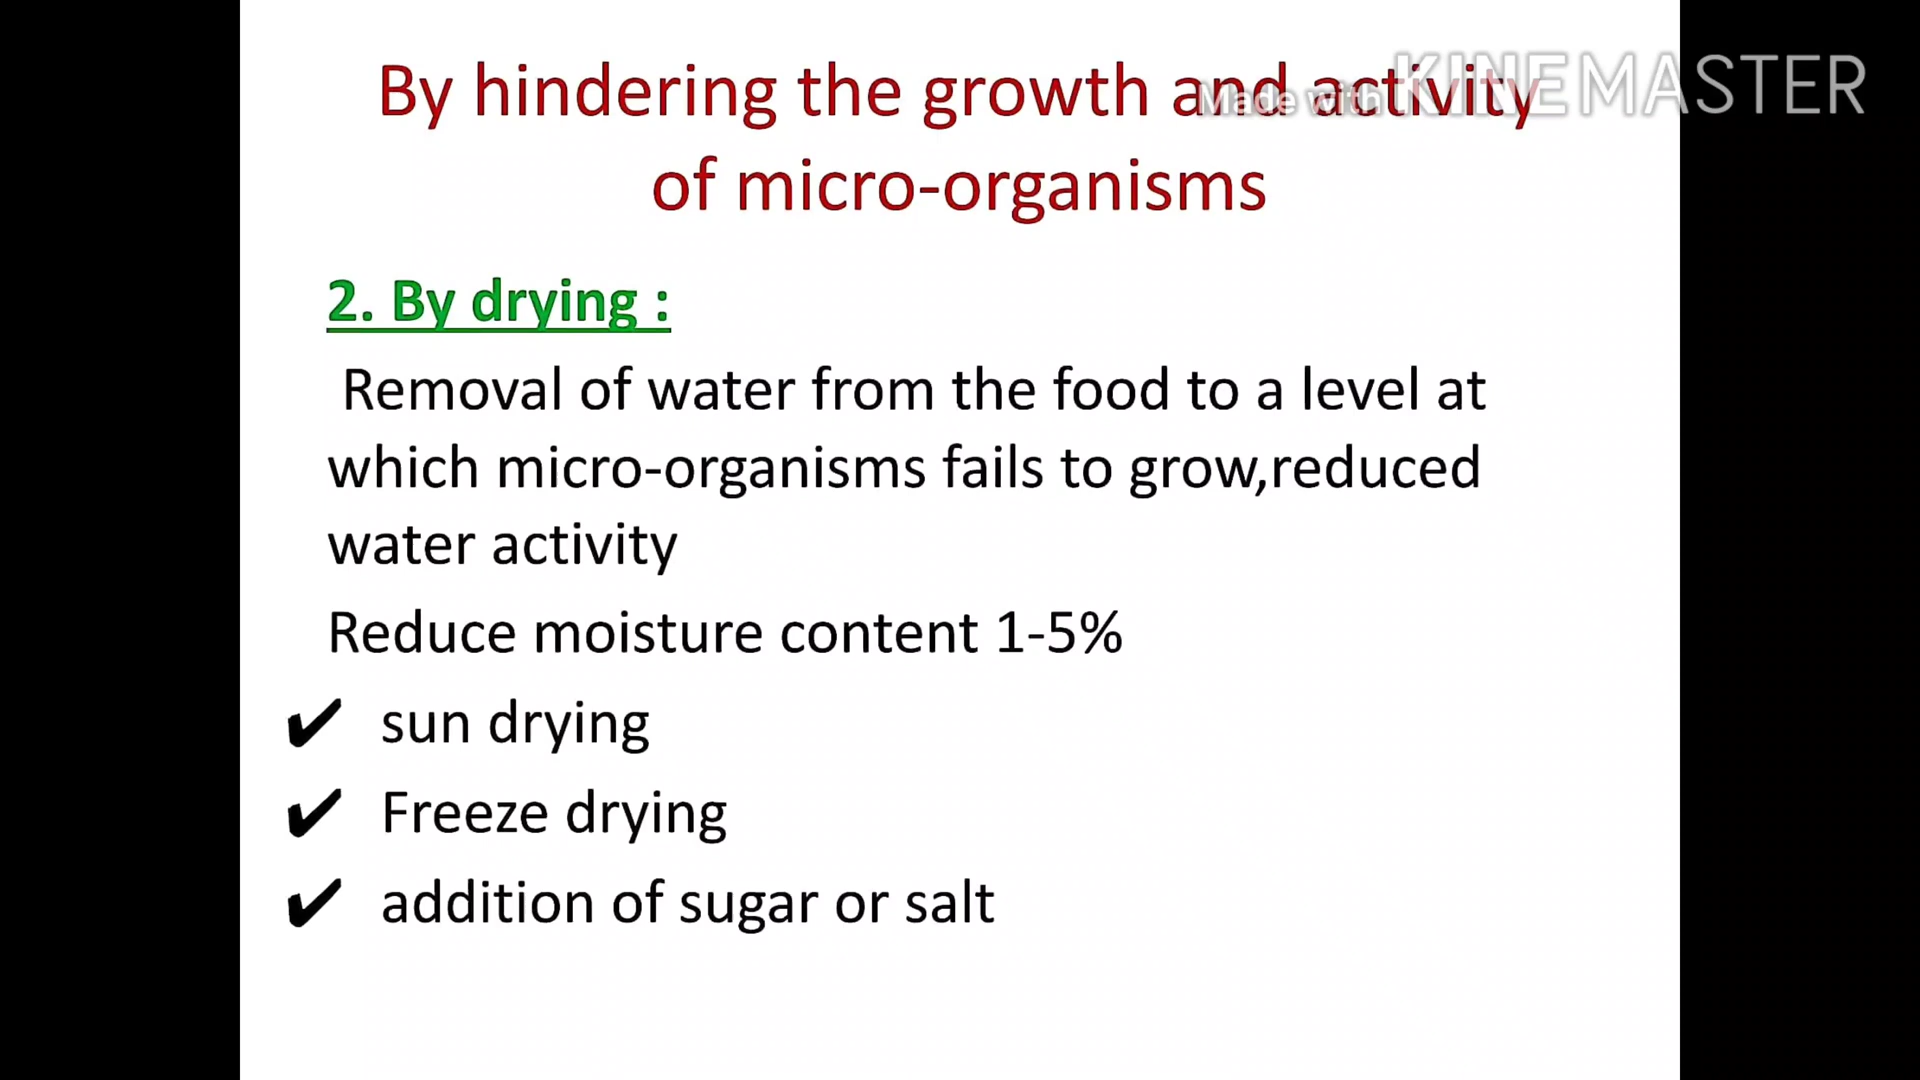 By hindering the growth and activity
Made with KINEMASTER
of micro-organisms
2. By drying :
Removal of water from the food to a level at
which micro-organisms fails to grow,reduced
water activity
Reduce moisture content 1-5%
✔ sun drying
✔ Freeze drying
✔ addition of sugar or salt